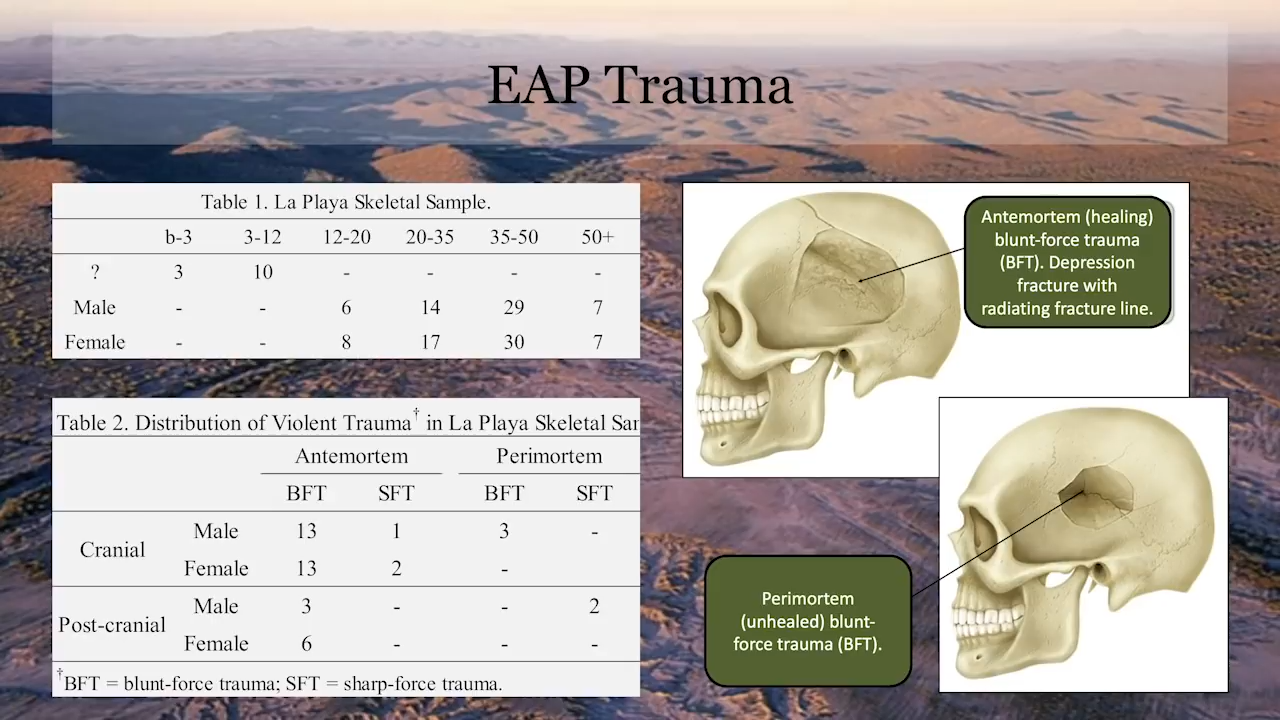 EAP Trauma
Table 1. La Playa Skeletal Sample.
b-3 3-12 12-20 20-35 35-50 50+
? 3 10 - - - -
Male - - 6 14 29 7
Female - - 8 17 30 7
Table 2. Distribution of Violent Trauma† in La Playa Skeletal Sar
Antemortem Perimortem
BFT SFT BFT SFT
Cranial
Male 13 1 3 -
Female 13 2 -
Post-cranial
Male 3 - - 2
Female 6 - - -
†BFT = blunt-force trauma; SFT = sharp-force trauma.
Antemortem (healing)
blunt-force trauma
(BFT). Depression
fracture with
radiating fracture line.
Perimortem
(unhealed) blunt-
force trauma (BFT).